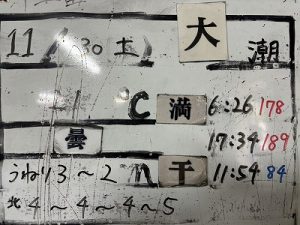 11/30 土 大潮
21℃ 満 6:26 178
曇 17:34 189
うねり 3〜2 m 干 11:54 84
北 4〜4〜4〜5